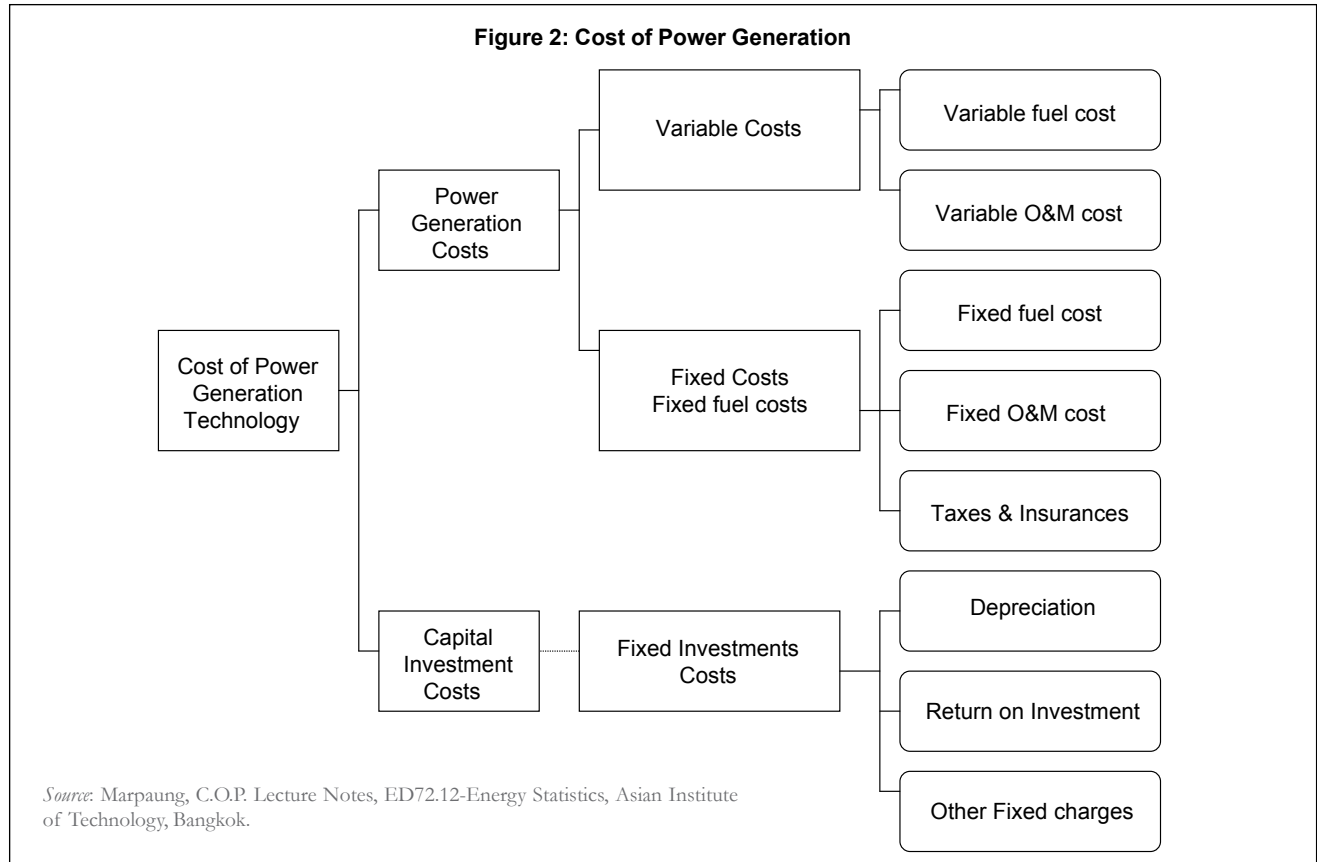 Figure 2: Cost of Power Generation
Variable Costs
Variable fuel cost
Variable O&M cost
Power
Generation
Costs
Fixed fuel cost
Fixed Costs
Fixed fuel costs
Fixed O&M cost
Taxes & Insurances
Cost of Power
Generation
Technology
Capital
Investment
Costs
Fixed Investments
Costs
Depreciation
Return on Investment
Other Fixed charges
Source: Marpaung, C.O.P. Lecture Notes, ED72.12-Energy Statistics, Asian Institute
of Technology, Bangkok.